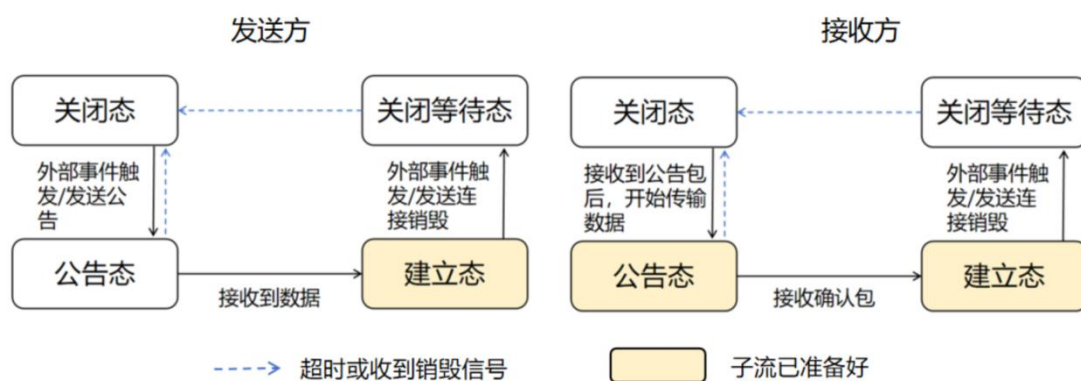 发送方
接收方
关闭态
关闭等待态
关闭态
关闭等待态
外部事件触
发/发送公
告
外部事件触
发/发送连
接销毁
接收到公告包
后，开始传输
数据
外部事件触
发/发送连
接销毁
公告态
建立态
公告态
建立态
接收到数据
接收确认包
超时或收到销毁信号
子流已准备好